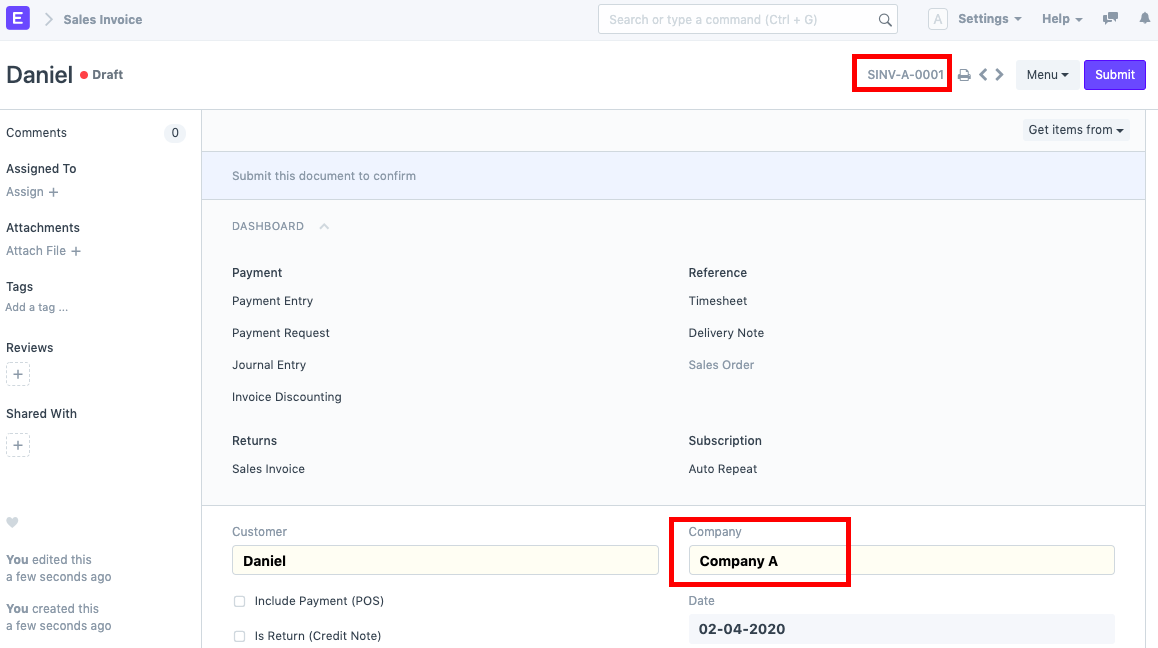 E Sales Invoice Search or type a command (Ctrl + G) A Settings Help
Daniel Draft SINV-A-0001 Menu Submit
Comments 0
Assigned To
Assign +
Attachments
Attach File +
Tags
Add a tag ...
Reviews
+
Shared With
+
You edited this
a few seconds ago
You created this
a few seconds ago
Get items from
Submit this document to confirm
DASHBOARD
Payment
Payment Entry
Payment Request
Journal Entry
Invoice Discounting
Reference
Timesheet
Delivery Note
Sales Order
Returns
Sales Invoice
Subscription
Auto Repeat
Customer
Daniel
Include Payment (POS)
Is Return (Credit Note)
Company
Company A
Date
02-04-2020